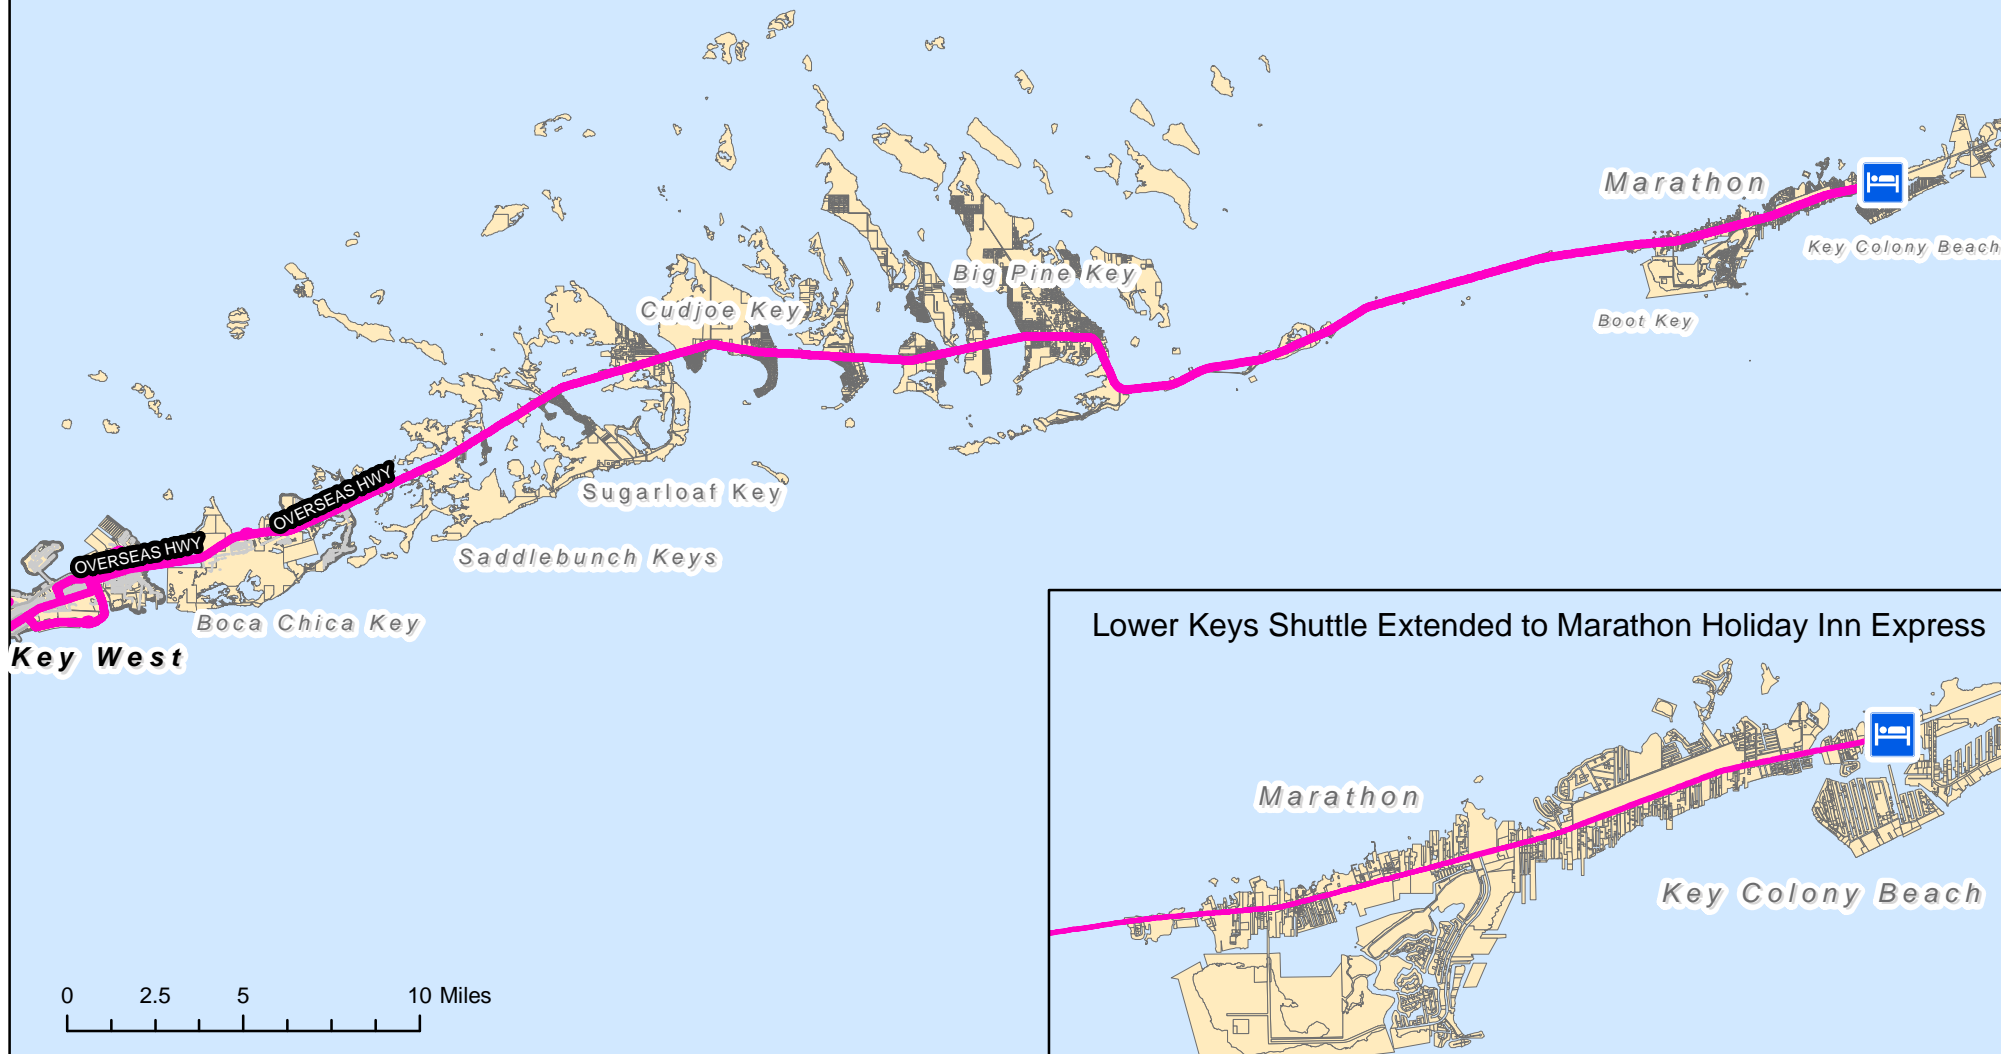 Marathon
Key Colony Beach
Big Pine Key
Cudjoe Key
Boot Key
OVERSEAS HWY
Sugarloaf Key
OVERSEAS HWY
Saddlebunch Keys
Boca Chica Key
Key West
Lower Keys Shuttle Extended to Marathon Holiday Inn Express
Marathon
Key Colony Beach
0 2.5 5 10 Miles